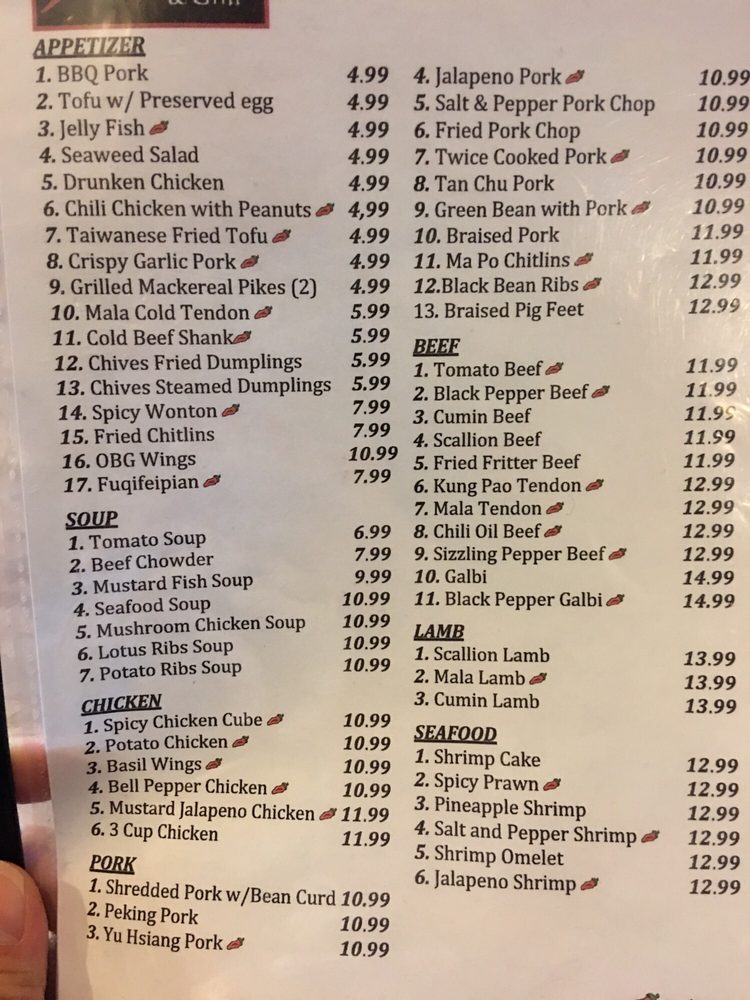 & Grill
APPETIZER
1. BBQ Pork 4.99
2. Tofu w/ Preserved egg 4.99
3. Jelly Fish 4.99
4. Seaweed Salad 4.99
5. Drunken Chicken 4.99
6. Chili Chicken with Peanuts 4,99
7. Taiwanese Fried Tofu 4.99
8. Crispy Garlic Pork 4.99
9. Grilled Mackereal Pikes (2) 4.99
10. Mala Cold Tendon 5.99
11. Cold Beef Shank 5.99
12. Chives Fried Dumplings 5.99
13. Chives Steamed Dumplings 5.99
14. Spicy Wonton 7.99
15. Fried Chitlins 7.99
16. OBG Wings 10.99
17. Fuqifeipian 7.99
SOUP
1. Tomato Soup 6.99
2. Beef Chowder 7.99
3. Mustard Fish Soup 9.99
4. Seafood Soup 10.99
5. Mushroom Chicken Soup 10.99
6. Lotus Ribs Soup 10.99
7. Potato Ribs Soup 10.99
CHICKEN
1. Spicy Chicken Cube 10.99
2. Potato Chicken 10.99
3. Basil Wings 10.99
4. Bell Pepper Chicken 10.99
5. Mustard Jalapeno Chicken 11.99
6. 3 Cup Chicken 11.99
PORK
1. Shredded Pork w/Bean Curd 10.99
2. Peking Pork 10.99
3. Yu Hsiang Pork 10.99
4. Jalapeno Pork 10.99
5. Salt & Pepper Pork Chop 10.99
6. Fried Pork Chop 10.99
7. Twice Cooked Pork 10.99
8. Tan Chu Pork 10.99
9. Green Bean with Pork 10.99
10. Braised Pork 11.99
11. Ma Po Chitlins 11.99
12.Black Bean Ribs 12.99
13. Braised Pig Feet 12.99
BEEF
1. Tomato Beef 11.99
2. Black Pepper Beef 11.99
3. Cumin Beef 11.99
4. Scallion Beef 11.99
5. Fried Fritter Beef 11.99
6. Kung Pao Tendon 12.99
7. Mala Tendon 12.99
8. Chili Oil Beef 12.99
9. Sizzling Pepper Beef 12.99
10. Galbi 14.99
11. Black Pepper Galbi 14.99
LAMB
1. Scallion Lamb 13.99
2. Mala Lamb 13.99
3. Cumin Lamb 13.99
SEAFOOD
1. Shrimp Cake 12.99
2. Spicy Prawn 12.99
3. Pineapple Shrimp 12.99
4. Salt and Pepper Shrimp 12.99
5. Shrimp Omelet 12.99
6. Jalapeno Shrimp 12.99